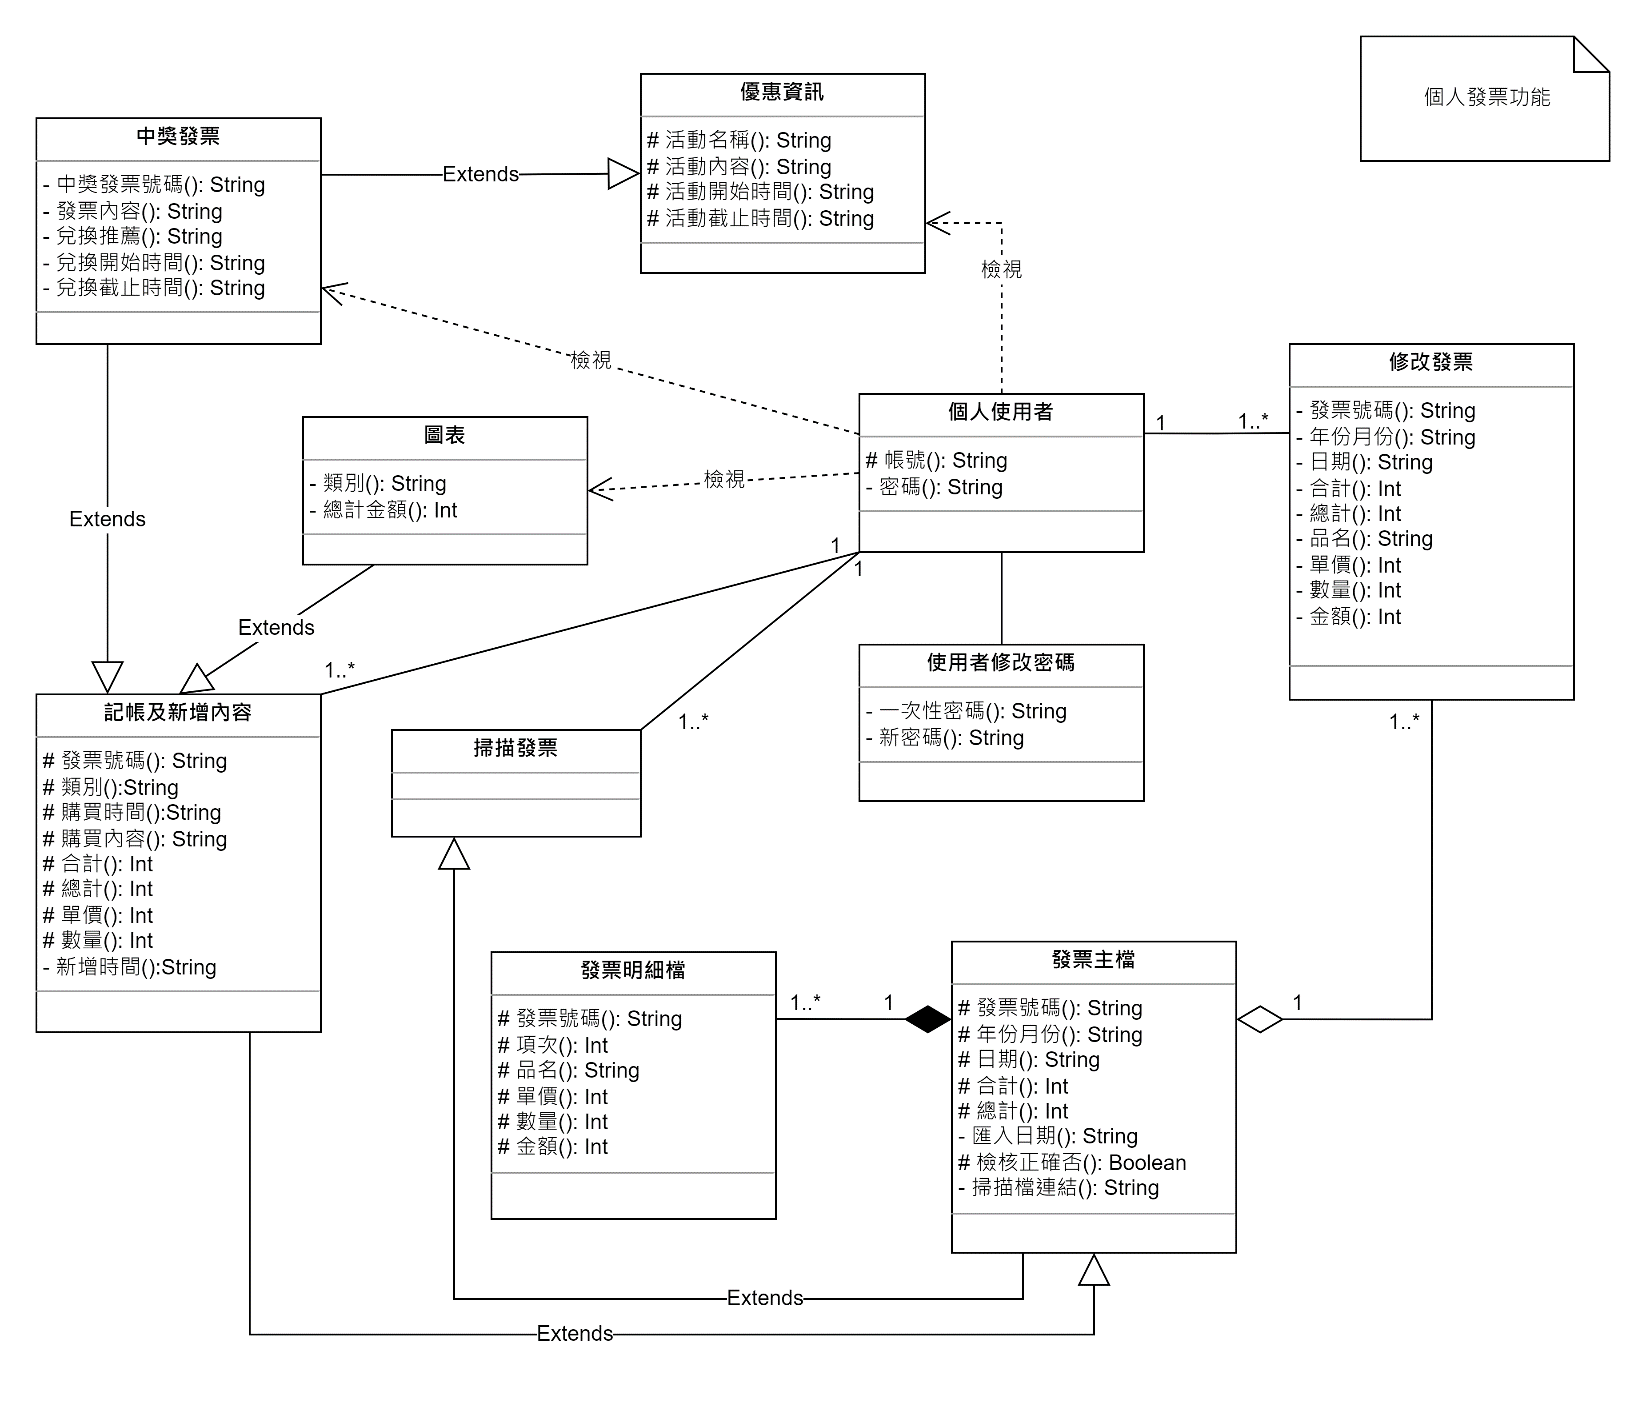 個人發票功能
優惠資訊
# 活動名稱(): String
# 活動內容(): String
# 活動開始時間(): String
# 活動截止時間(): String
中獎發票
- 中獎發票號碼(): String
- 發票內容(): String
- 兌換推薦(): String
- 兌換開始時間(): String
- 兌換截止時間(): String
Extends
檢視
檢視
修改發票
- 發票號碼(): String
- 年份月份(): String
- 日期(): String
- 合計(): Int
- 總計(): Int
- 品名(): String
- 單價(): Int
- 數量(): Int
- 金額(): Int
個人使用者
# 帳號(): String
- 密碼(): String
1
1..*
圖表
- 類別(): String
- 總計金額(): Int
檢視
Extends
Extends
1
1
1..*
1..*
使用者修改密碼
- 一次性密碼(): String
- 新密碼(): String
1..*
記帳及新增內容
# 發票號碼(): String
# 類別():String
# 購買時間():String
# 購買內容(): String
# 合計(): Int
# 總計(): Int
# 單價(): Int
# 數量(): Int
- 新增時間():String
掃描發票
發票明細檔
# 發票號碼(): String
# 項次(): Int
# 品名(): String
# 單價(): Int
# 數量(): Int
# 金額(): Int
1..*
1
發票主檔
# 發票號碼(): String
# 年份月份(): String
# 日期(): String
# 合計(): Int
# 總計(): Int
- 匯入日期(): String
# 檢核正確否(): Boolean
- 掃描檔連結(): String
1
Extends
Extends